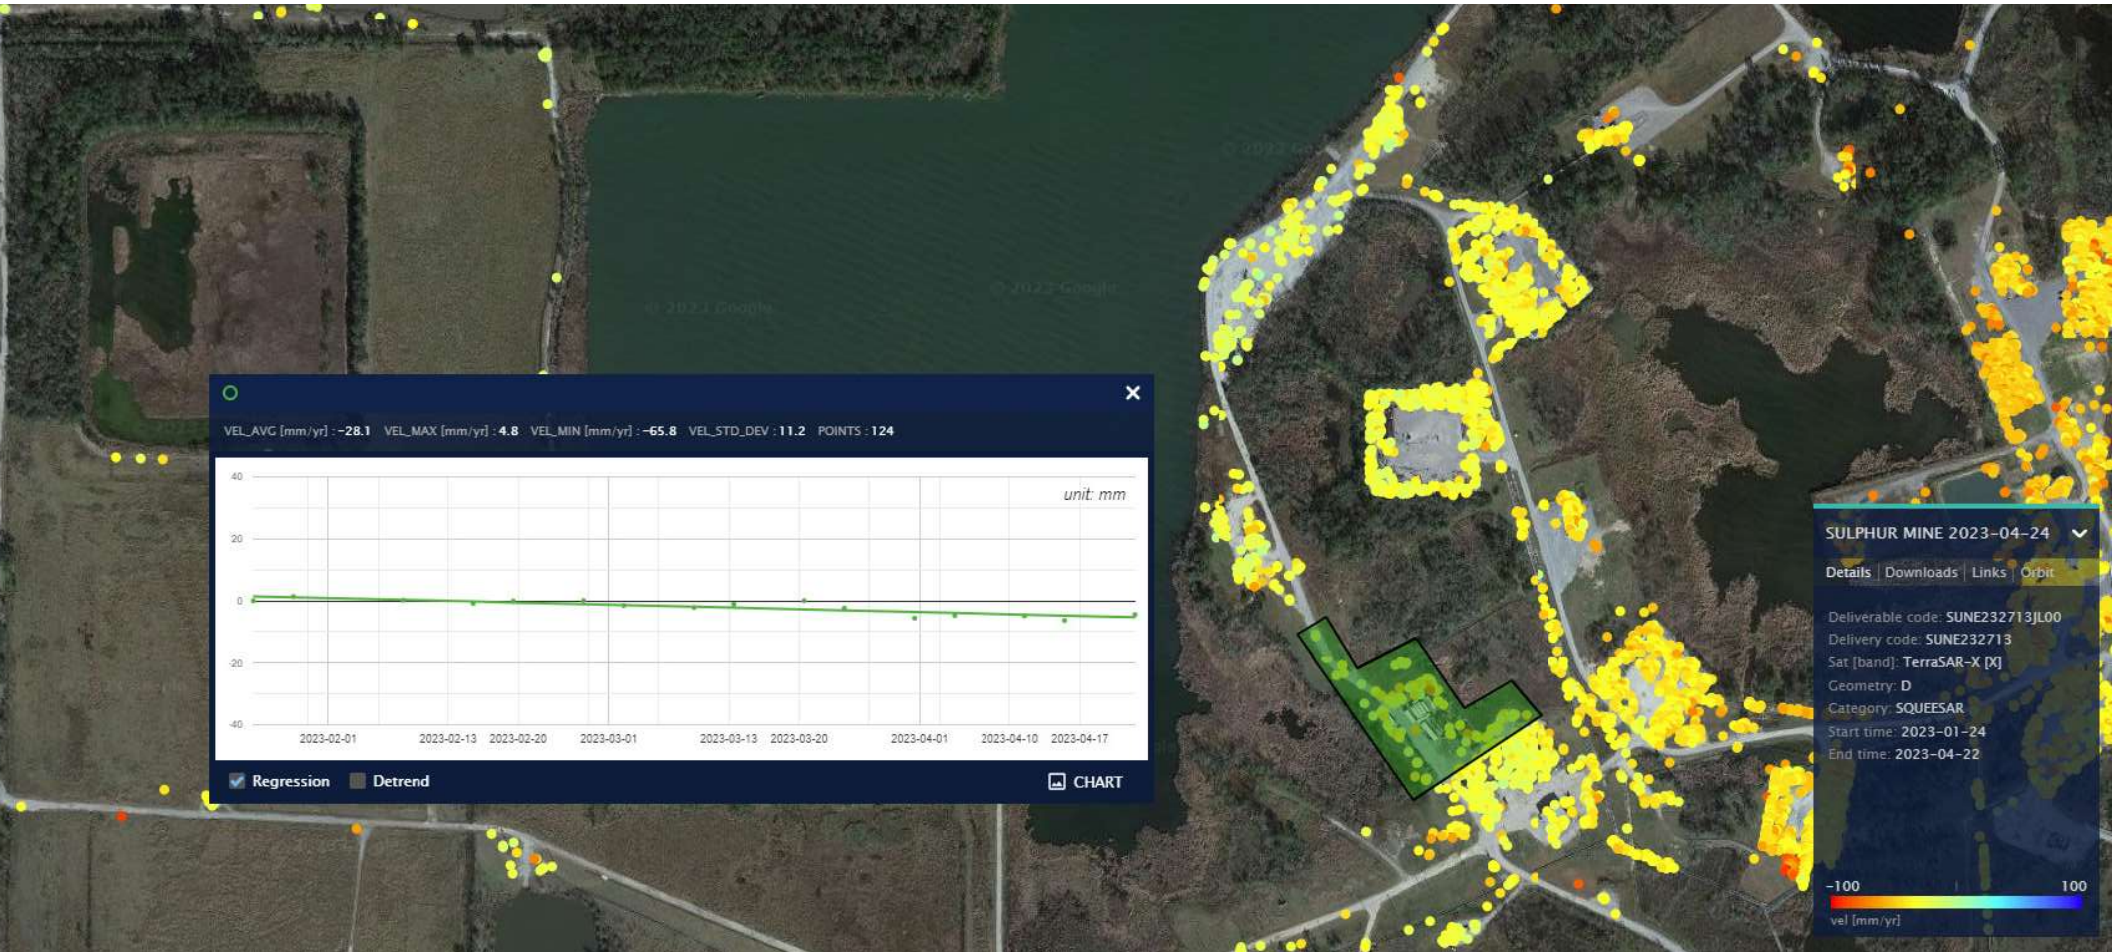 © 2023 Google
© 2023 Google
VEL_AVG [mm/yr] : -28.1 VEL_MAX [mm/yr] : 4.8 VEL_MIN [mm/yr] : -65.8 VEL_STD_DEV : 11.2 POINTS : 124
unit: mm
40
20
0
-20
-40
2023-02-01 2023-02-13 2023-02-20 2023-03-01 2023-03-13 2023-03-20 2023-04-01 2023-04-10 2023-04-17
Regression Detrend CHART
SULPHUR MINE 2023-04-24
Details | Downloads | Links | Orbit
Deliverable code: SUNE232713JL00
Delivery code: SUNE232713
Sat [band]: TerraSAR-X [X]
Geometry: D
Category: SQUEESAR
Start time: 2023-01-24
End time: 2023-04-22
-100 100
vel [mm/yr]